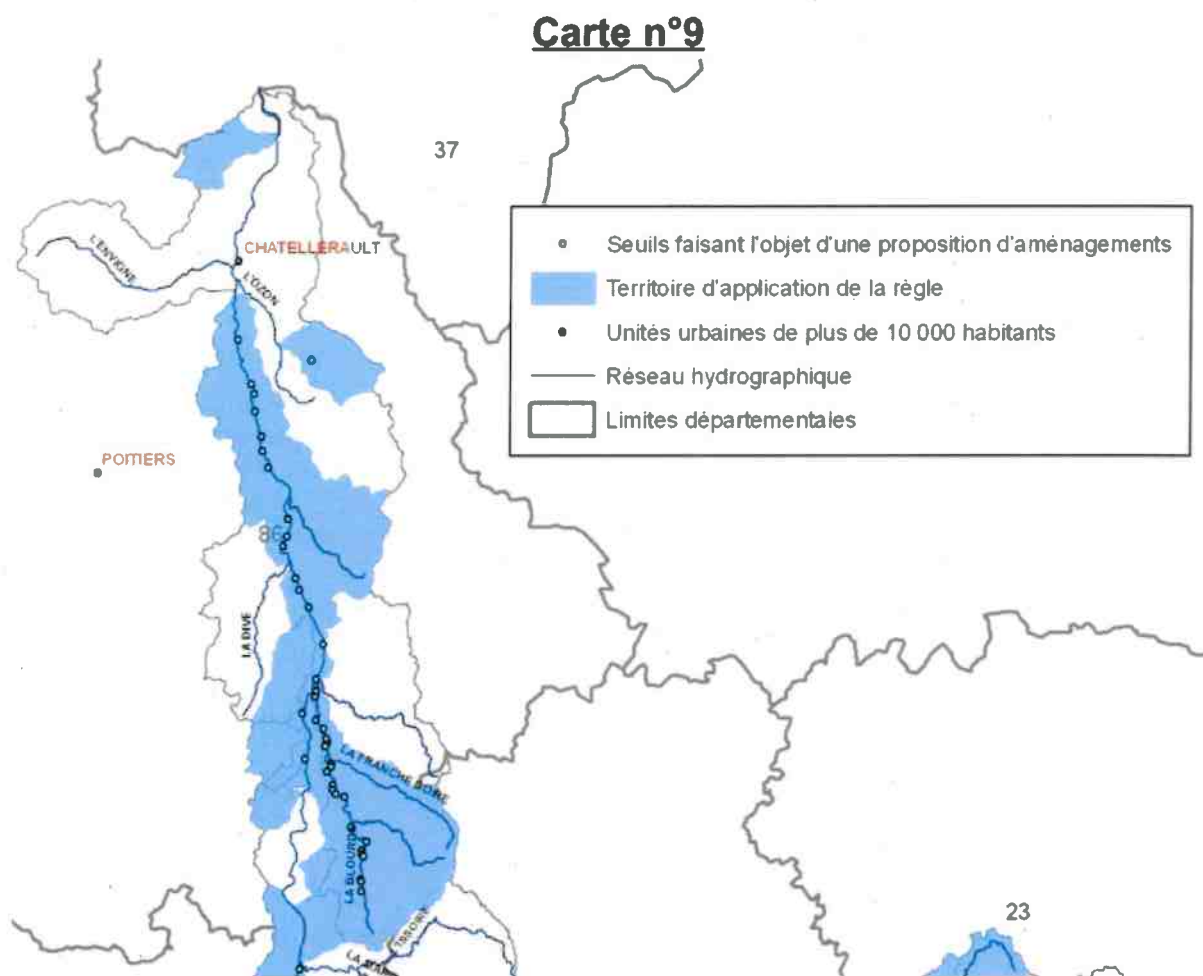 Carte n°9
37
Seuils faisant l'objet d'une proposition d'aménagements
Territoire d'application de la règle
Unités urbaines de plus de 10 000 habitants
Réseau hydrographique
Limites départementales
L'ENVIGNE
CHATELLERAULT
L'OZON
POITIERS
86
LA DIVE
LA FRANCHE DOIRE
LA BLOURDE
23